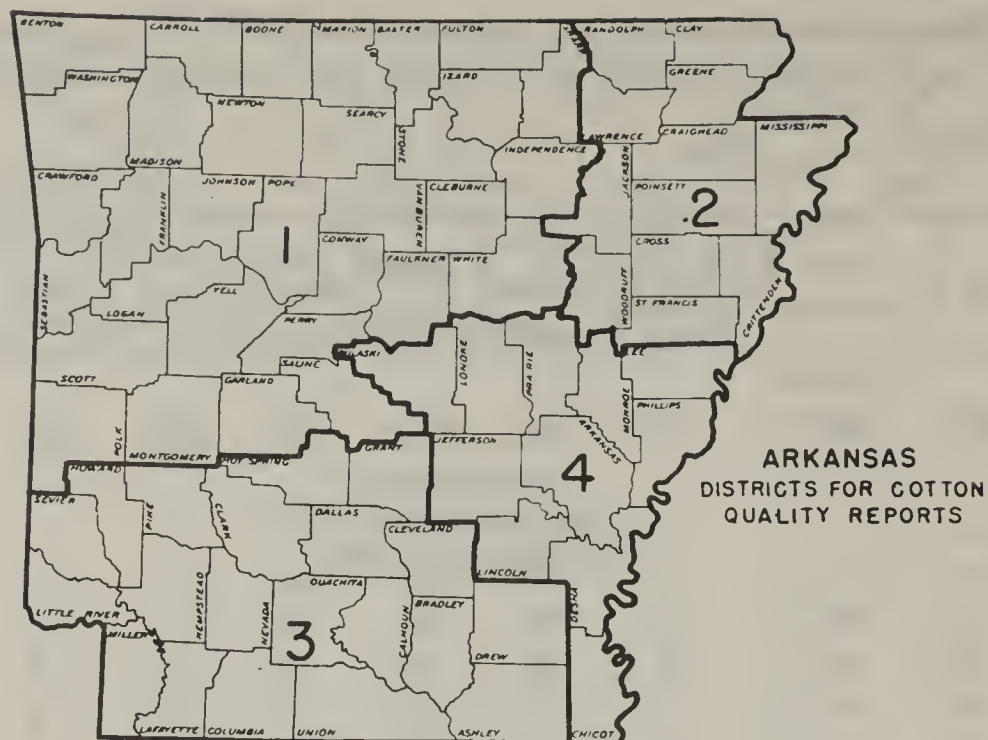 BENTON
CARROLL
BOONE
MARION
BAXTER
FULTON
SHARP
RANDOLPH
CLAY
WASHINGTON
IZARD
GREENE
NEWTON
SEARCY
STONE
INDEPENDENCE
LAWRENCE
CRAIGHEAD
MISSISSIPPI
MADISON
CRAWFORD
FRANKLIN
JOHNSON
POPE
VAN BUREN
CLEBURNE
JACKSON
POINSETT
.2
1
CONWAY
FAULKNER
WHITE
CROSS
WOODRUFF
ST. FRANCIS
CRITTENDEN
SEBASTIAN
LOGAN
YELL
PERRY
PULASKI
LEE
SALINE
LONOKE
PRAIRIE
MONROE
SCOTT
GARLAND
PHILLIPS
POLK
MONTGOMERY
HOT SPRING
GRANT
JEFFERSON
ARKANSAS
4
HOWARD
SEVIER
PIKE
CLARK
DALLAS
CLEVELAND
LINCOLN
OUACHITA
LITTLE RIVER
HEMPSTEAD
NEVADA
CALHOUN
BRADLEY
DESHA
MILLER
3
DREW
LAFAYETTE
COLUMBIA
UNION
ASHLEY
CHICOT
ARKANSAS
DISTRICTS FOR COTTON
QUALITY REPORTS